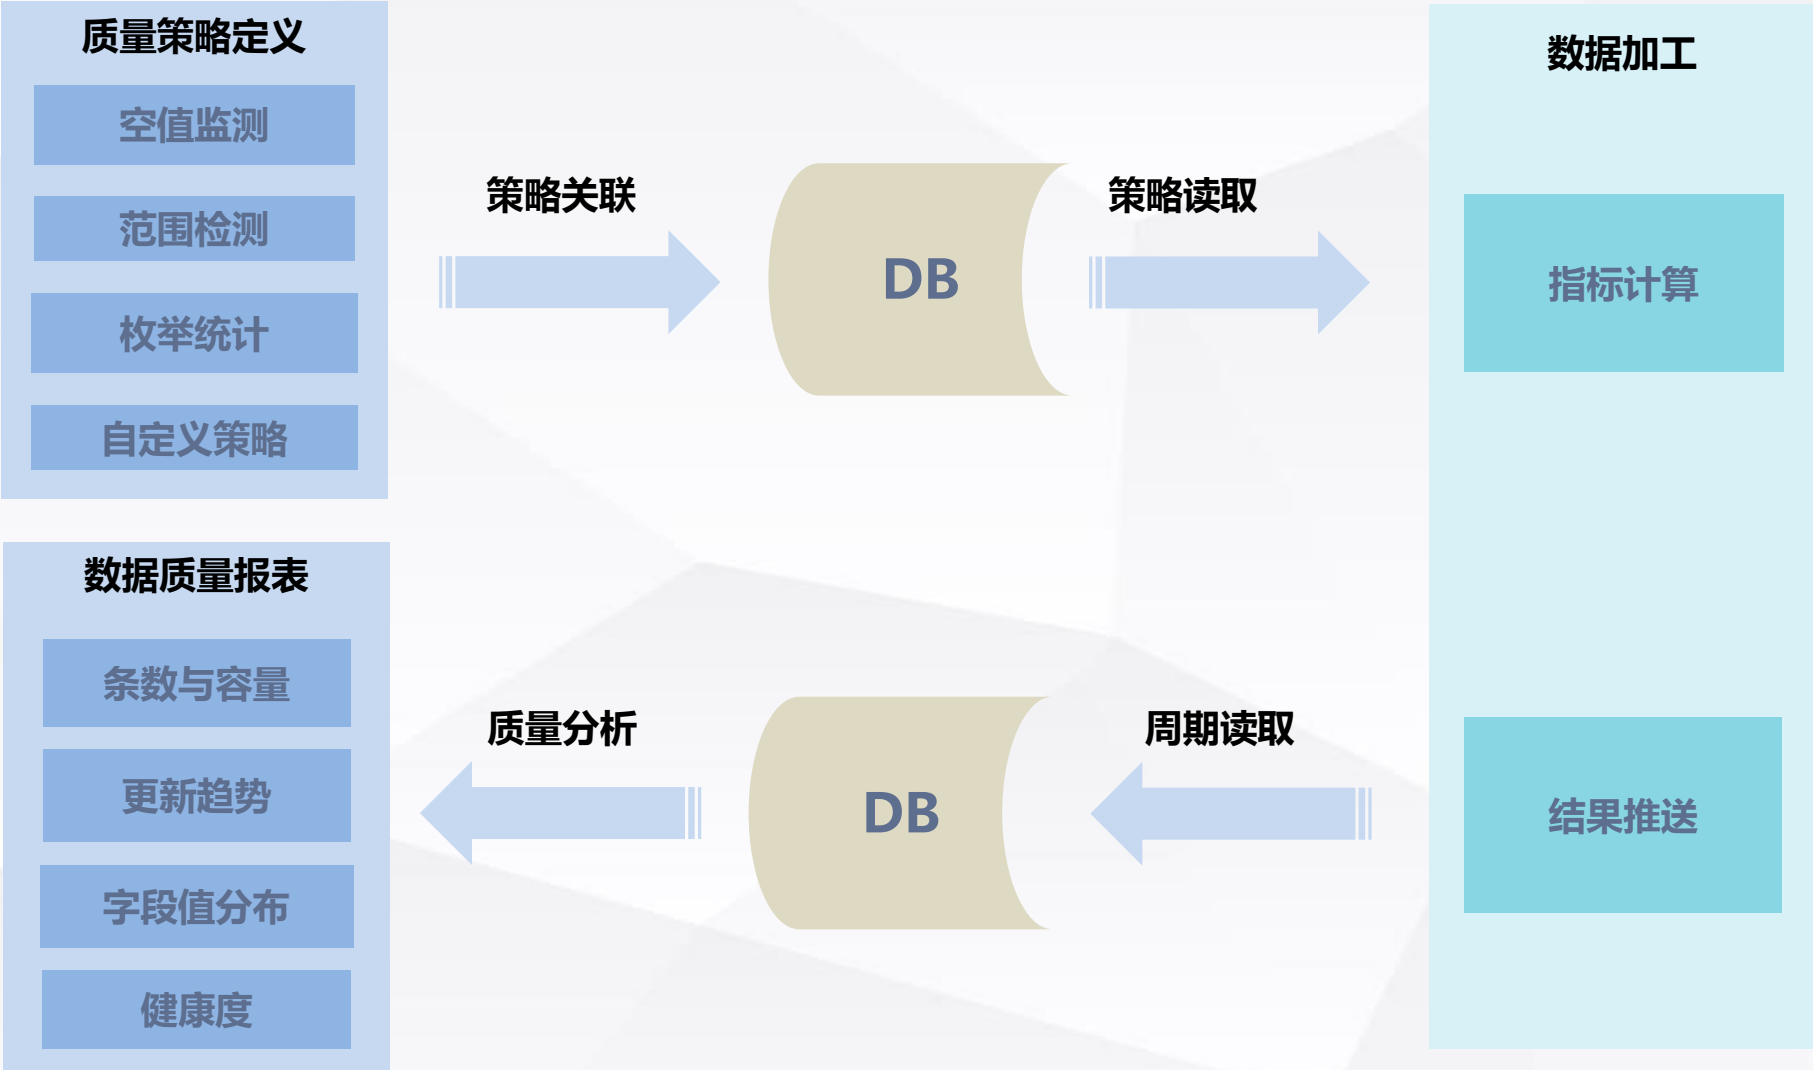 质量策略定义
空值监测
范围检测
枚举统计
自定义策略
策略关联
DB
策略读取
数据加工
指标计算
结果推送
周期读取
DB
质量分析
数据质量报表
条数与容量
更新趋势
字段值分布
健康度